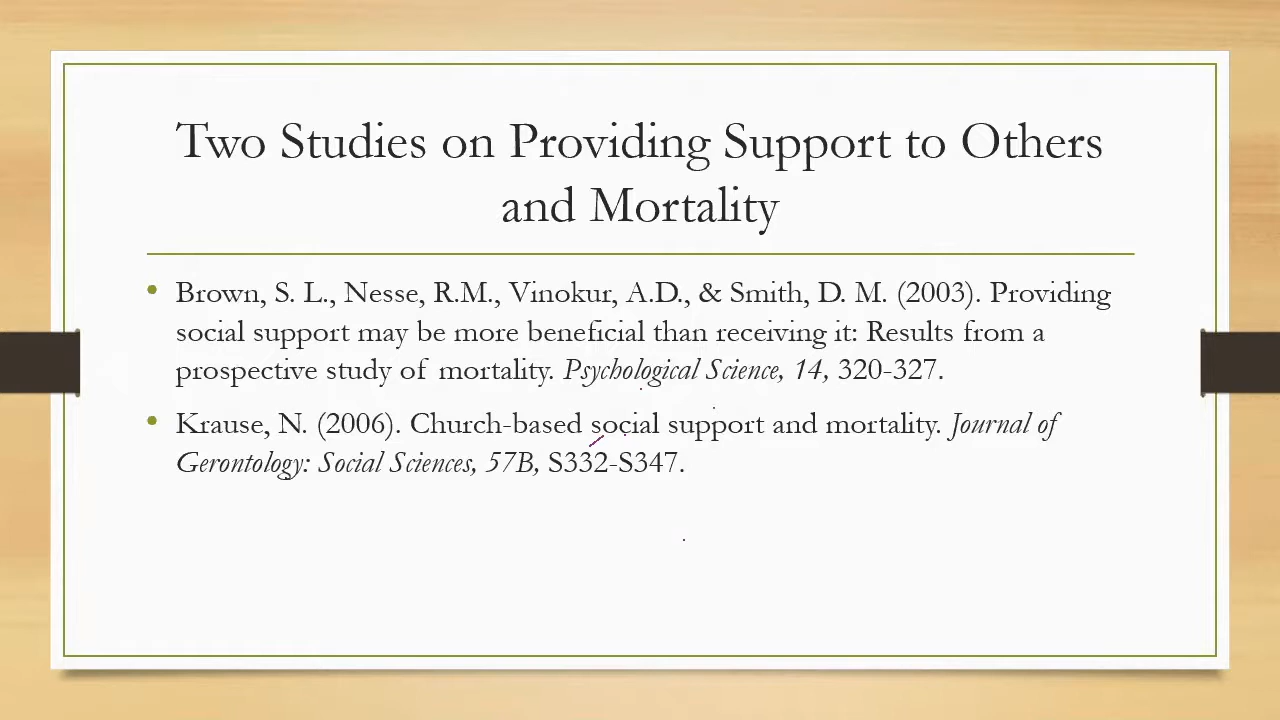 Two Studies on Providing Support to Others
and Mortality
• Brown, S. L., Nesse, R.M., Vinokur, A.D., & Smith, D. M. (2003). Providing
social support may be more beneficial than receiving it: Results from a
prospective study of mortality. Psychological Science, 14, 320-327.
• Krause, N. (2006). Church-based social support and mortality. Journal of
Gerontology: Social Sciences, 57B, S332-S347.